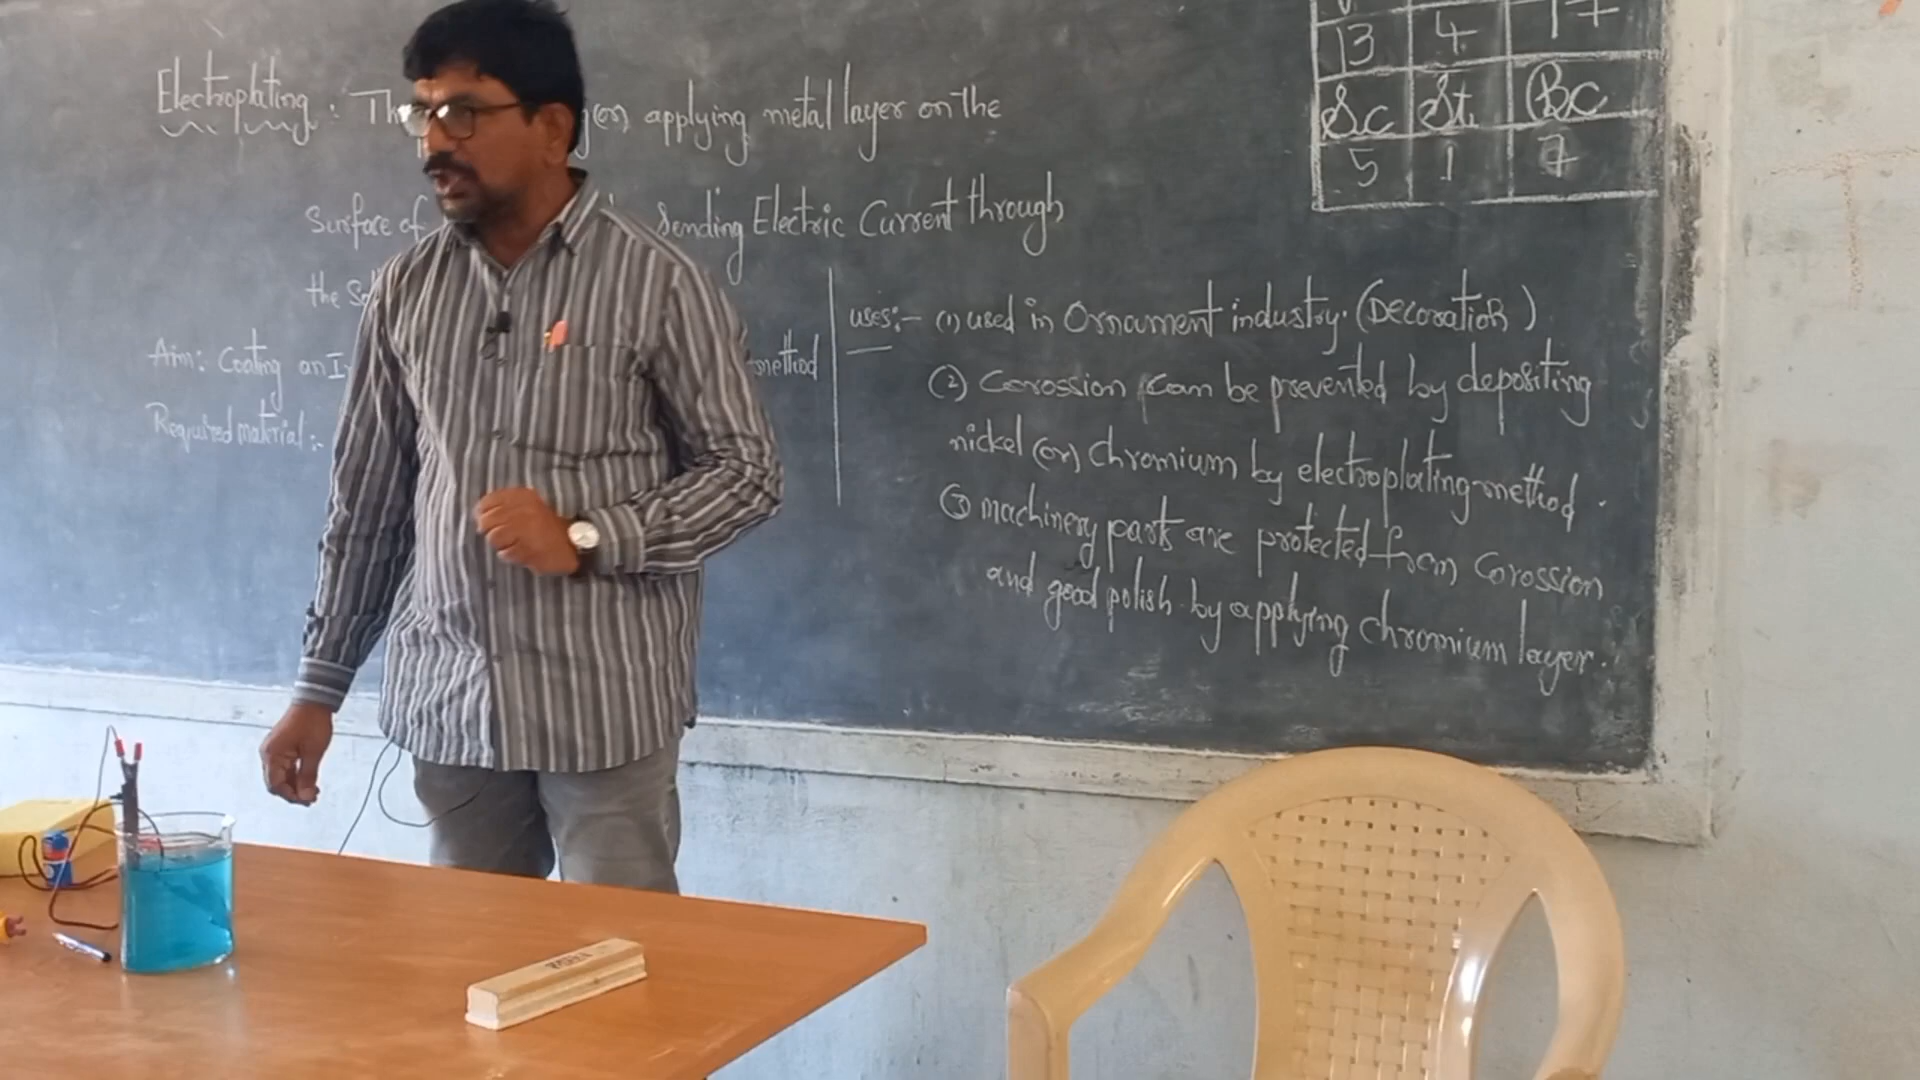 Electroplating : Th g (or) applying metal layer on the
Surface of Sending Electric Current through
the So
Aim: Coating an I method
Required material :-
uses:- (1) used in Ornament industry. (Decoration)
(2) Corossion can be prevented by depositing
nickel (or) chromium by electroplating method.
(3) machinery parts are protected from Corossion
and good polish by applying chromium layer.
13 4 17
Sc St. BC
5 1 7